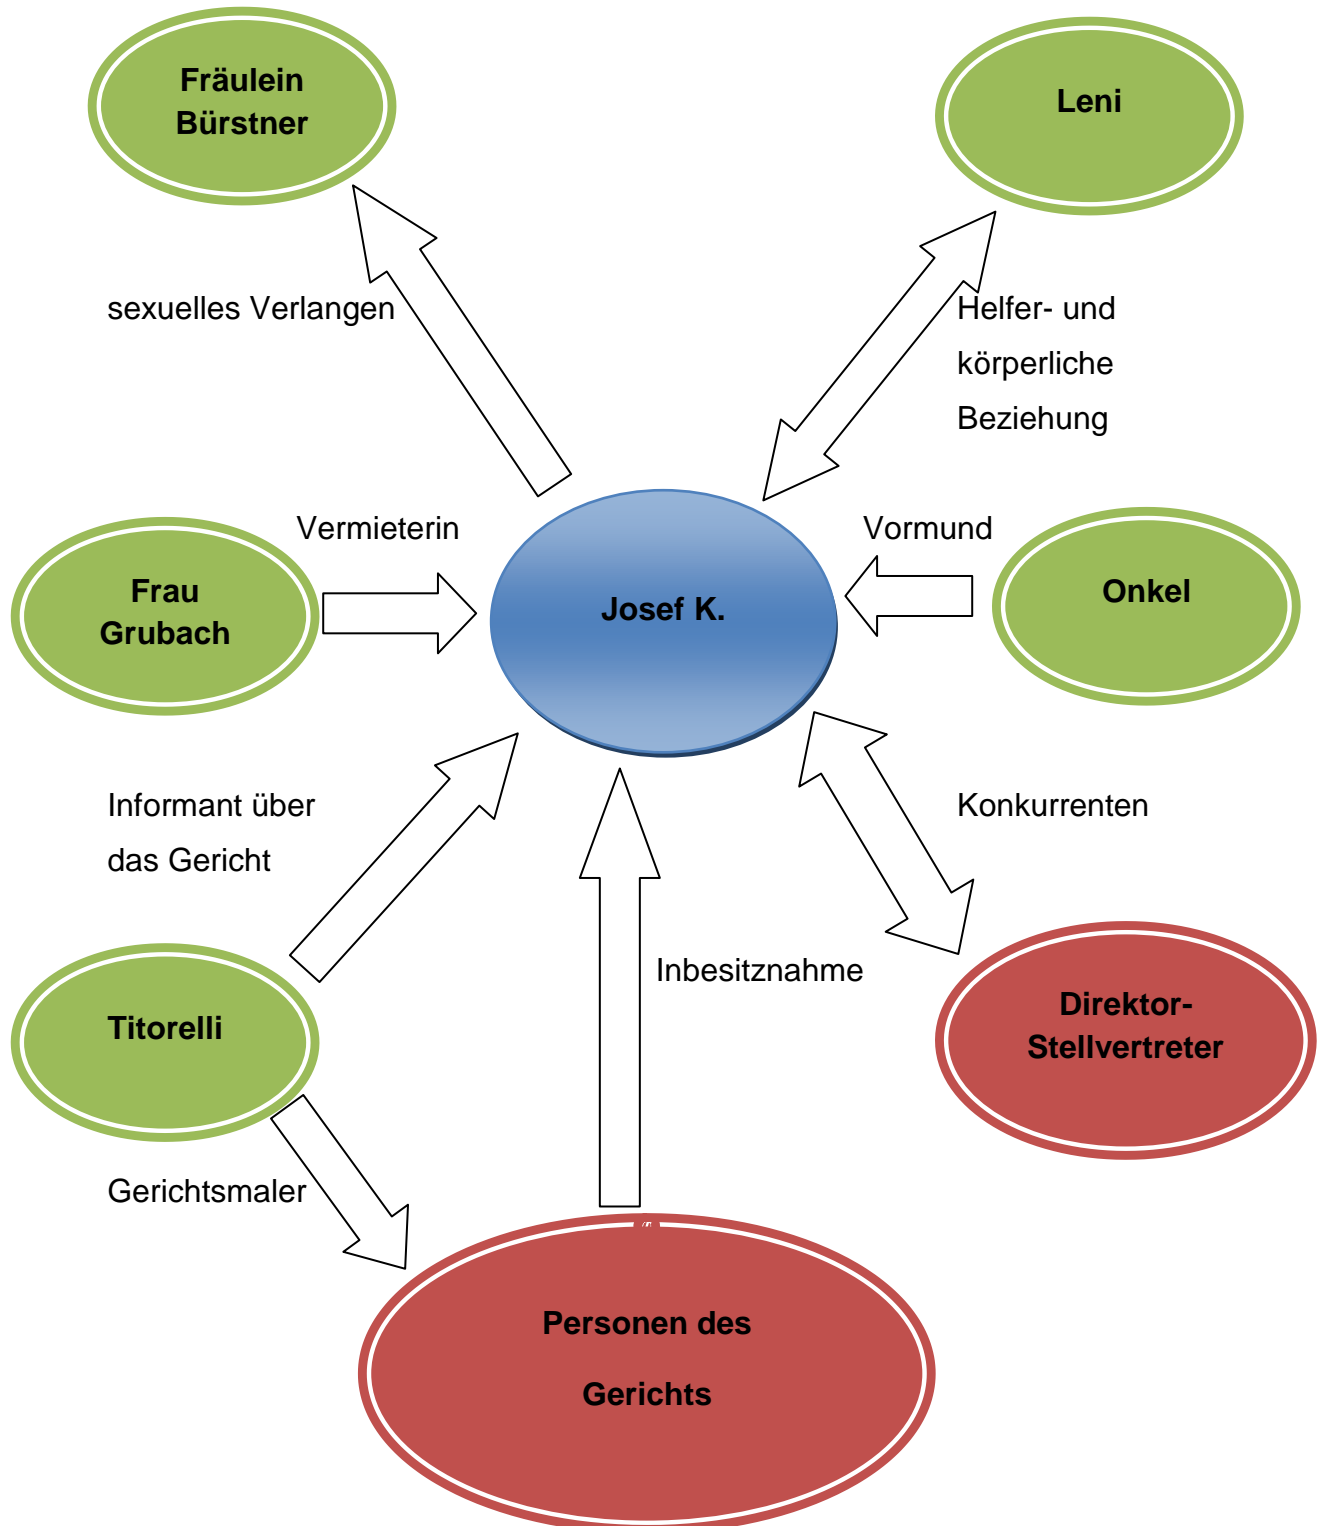 Fräulein
Bürstner
Leni
sexuelles Verlangen
Helfer- und
körperliche
Beziehung
Vermieterin
Vormund
Frau
Grubach
Josef K.
Onkel
Informant über
das Gericht
Konkurrenten
Inbesitznahme
Titorelli
Direktor-
Stellvertreter
Gerichtsmaler
Personen des
Gerichts